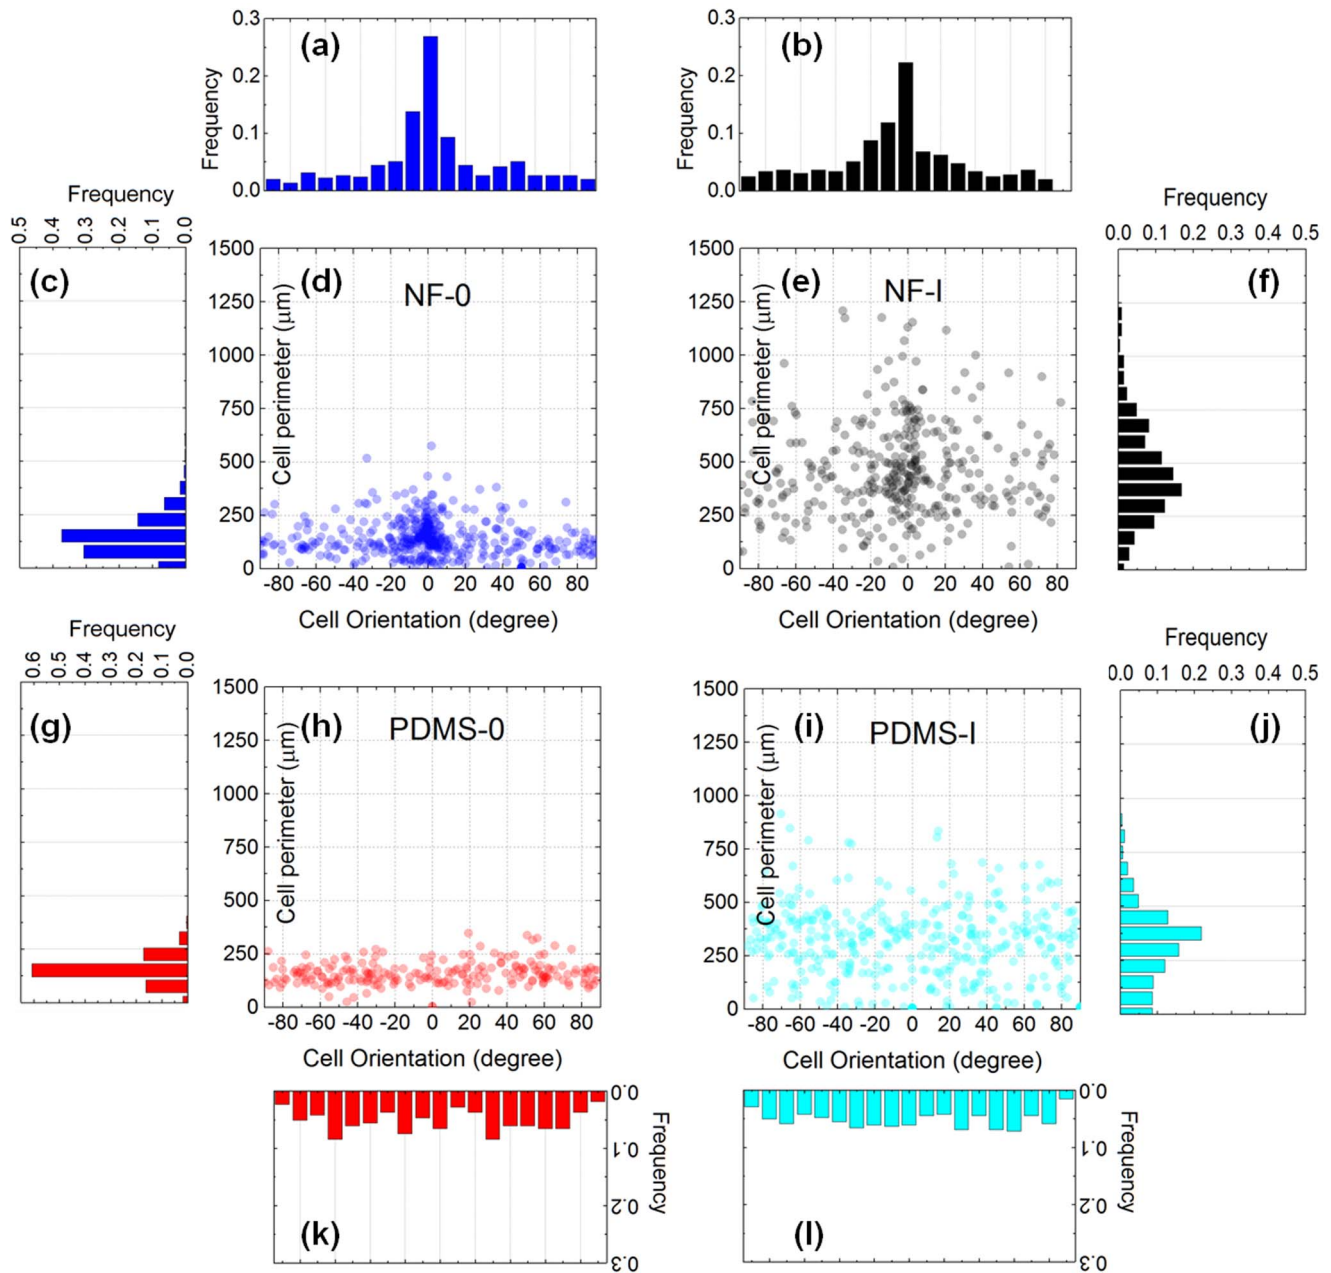 (a)
Frequency
0.3
0.2
0.1
0.0
(b)
Frequency
0.3
0.2
0.1
0.0
(c)
Frequency
0.5 0.4 0.3 0.2 0.1 0.0
(d)
NF-0
Cell perimeter (μm)
1500
1250
1000
750
500
250
0
-80 -60 -40 -20 0 20 40 60 80
Cell Orientation (degree)
(e)
NF-I
Cell perimeter (μm)
1500
1250
1000
750
500
250
0
-80 -60 -40 -20 0 20 40 60 80
Cell Orientation (degree)
(f)
Frequency
0.0 0.1 0.2 0.3 0.4 0.5
(g)
Frequency
0.6 0.5 0.4 0.3 0.2 0.1 0.0
(h)
PDMS-0
Cell perimeter (μm)
1500
1250
1000
750
500
250
0
-80 -60 -40 -20 0 20 40 60 80
Cell Orientation (degree)
(i)
PDMS-I
Cell perimeter (μm)
1500
1250
1000
750
500
250
0
-80 -60 -40 -20 0 20 40 60 80
Cell Orientation (degree)
(j)
Frequency
0.0 0.1 0.2 0.3 0.4 0.5
(k)
Frequency
0.0
0.1
0.2
0.3
(l)
Frequency
0.0
0.1
0.2
0.3